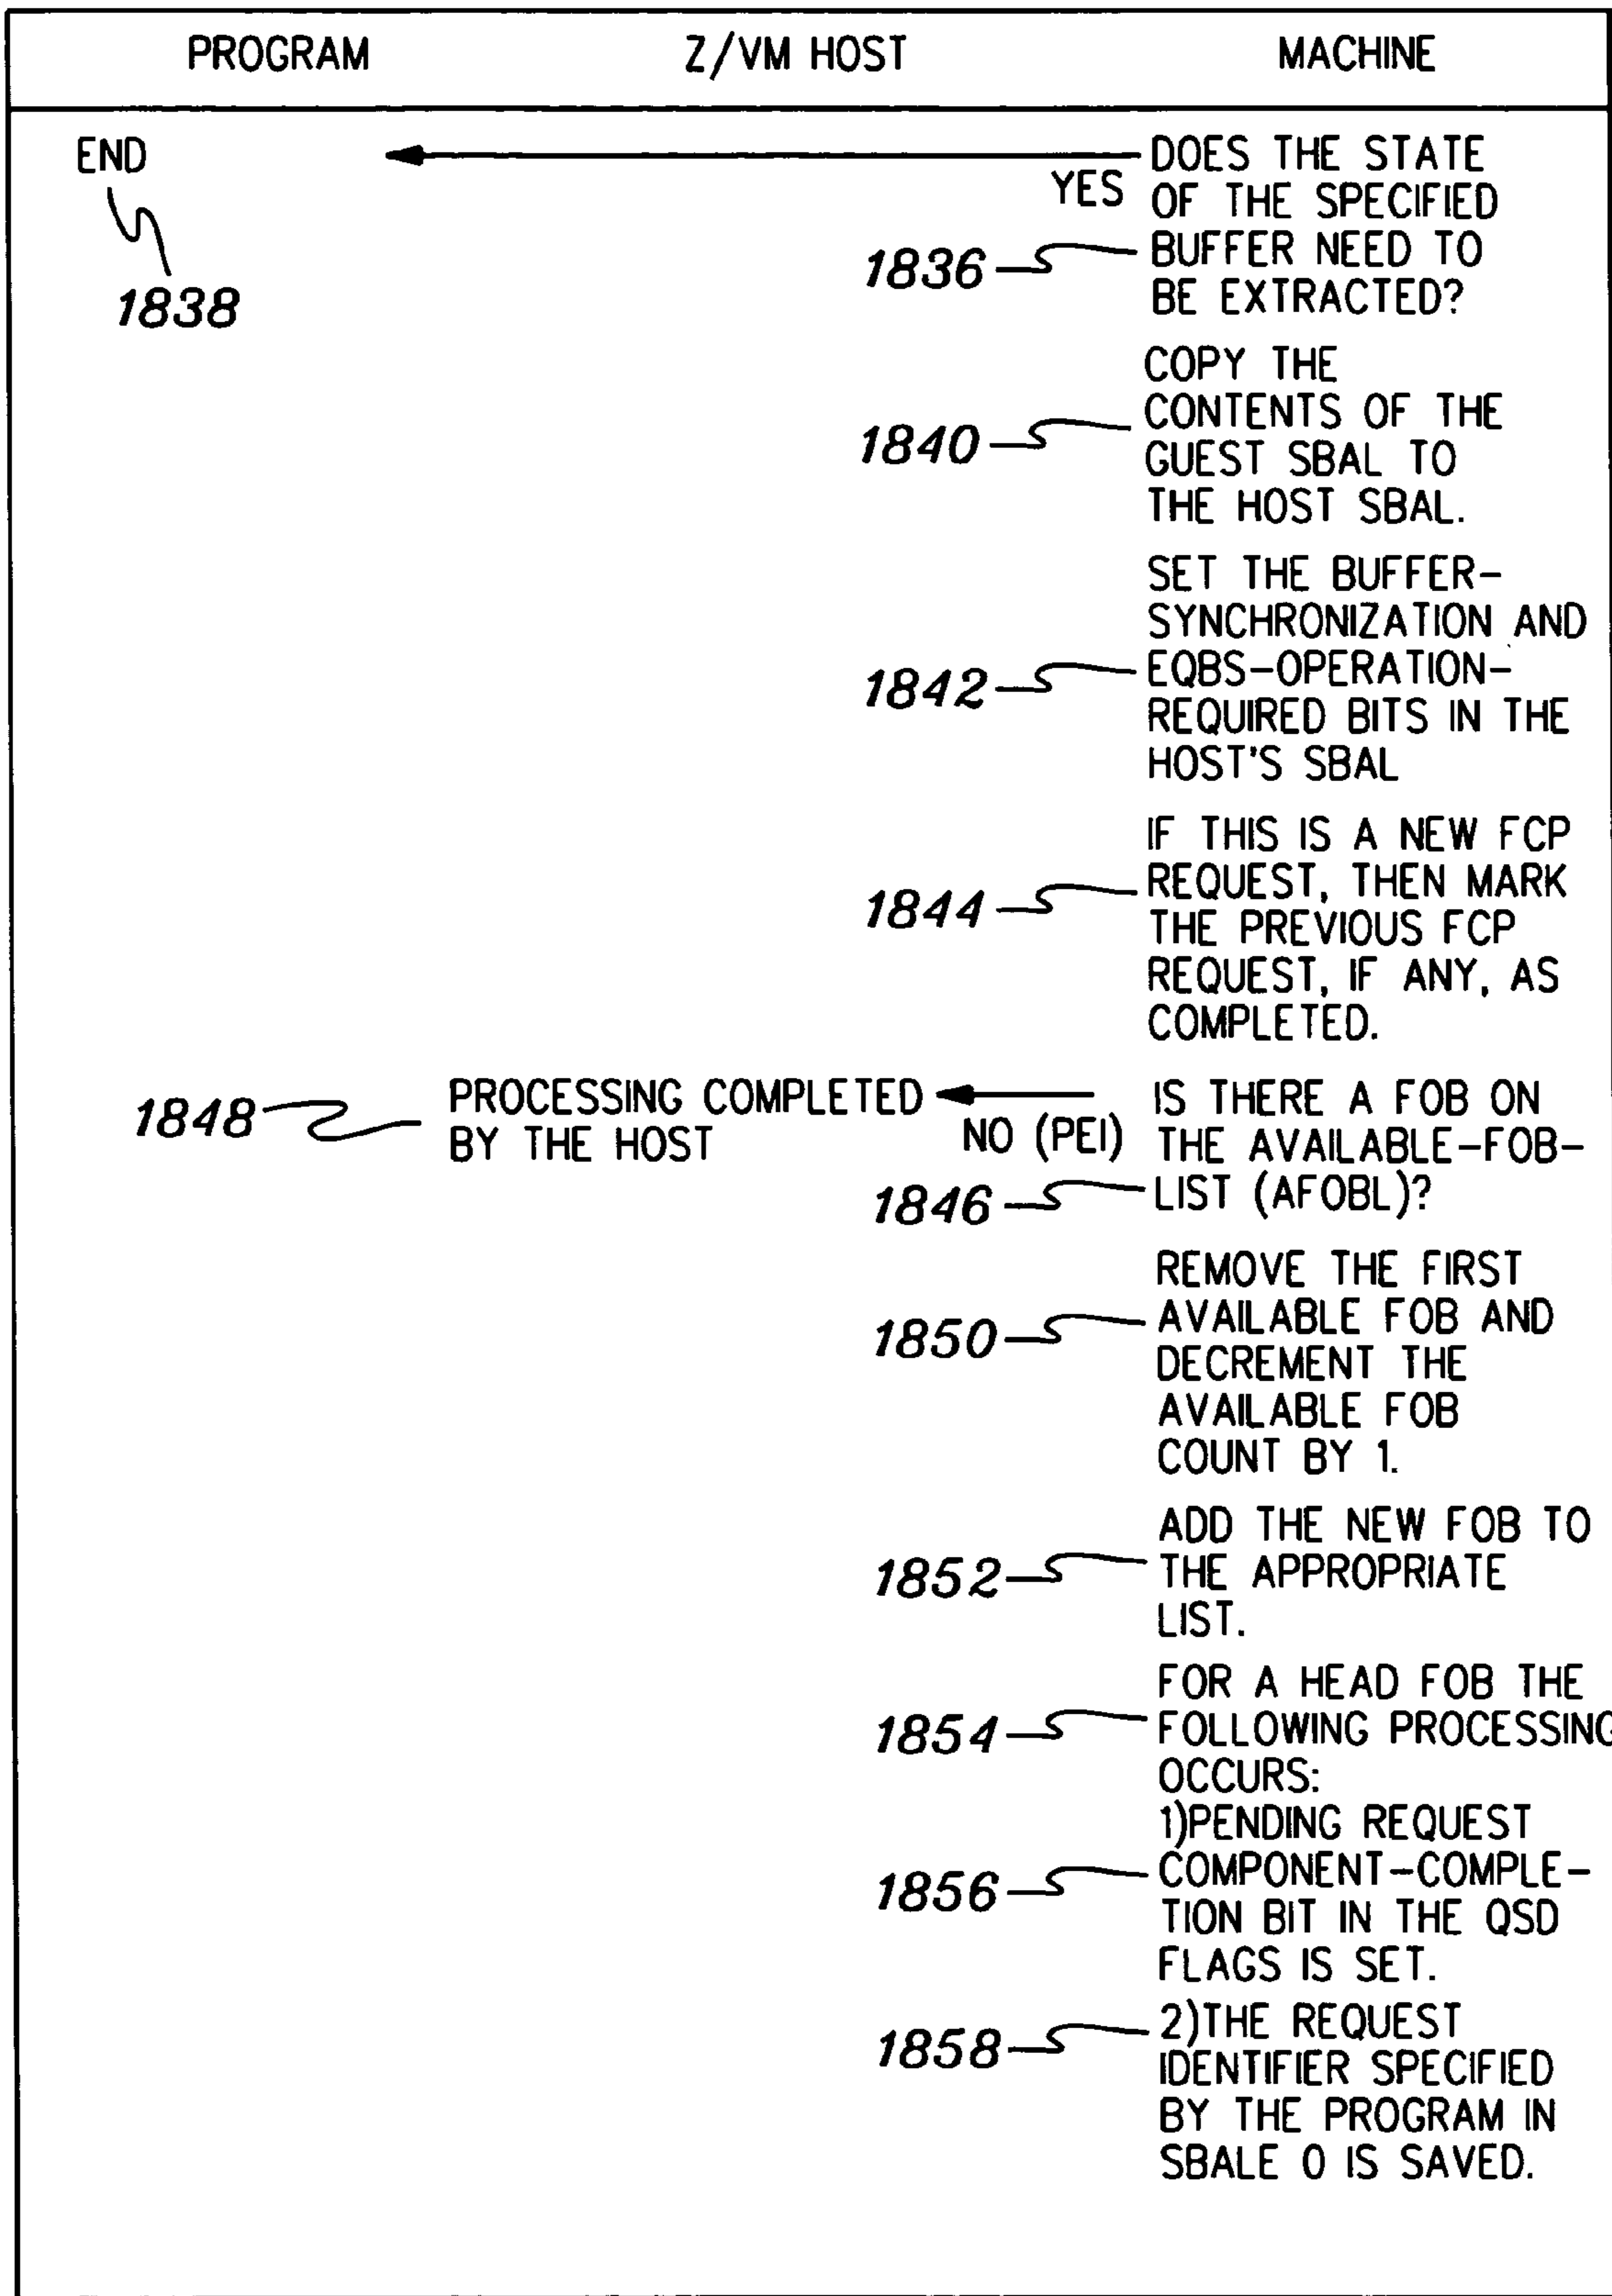 PROGRAM Z/VM HOST MACHINE
END
1838
YES
DOES THE STATE
OF THE SPECIFIED
BUFFER NEED TO
BE EXTRACTED?
1836
COPY THE
CONTENTS OF THE
GUEST SBAL TO
THE HOST SBAL.
1840
SET THE BUFFER-
SYNCHRONIZATION AND
EQBS-OPERATION-
REQUIRED BITS IN THE
HOST'S SBAL
1842
IF THIS IS A NEW FCP
REQUEST, THEN MARK
THE PREVIOUS FCP
REQUEST, IF ANY, AS
COMPLETED.
1844
1848
PROCESSING COMPLETED
BY THE HOST
NO (PEI)
IS THERE A FOB ON
THE AVAILABLE-FOB-
LIST (AFOBL)?
1846
REMOVE THE FIRST
AVAILABLE FOB AND
DECREMENT THE
AVAILABLE FOB
COUNT BY 1.
1850
ADD THE NEW FOB TO
THE APPROPRIATE
LIST.
1852
FOR A HEAD FOB THE
FOLLOWING PROCESSING
OCCURS:
1854
1)PENDING REQUEST
COMPONENT-COMPLE-
TION BIT IN THE QSD
FLAGS IS SET.
1856
2)THE REQUEST
IDENTIFIER SPECIFIED
BY THE PROGRAM IN
SBALE 0 IS SAVED.
1858